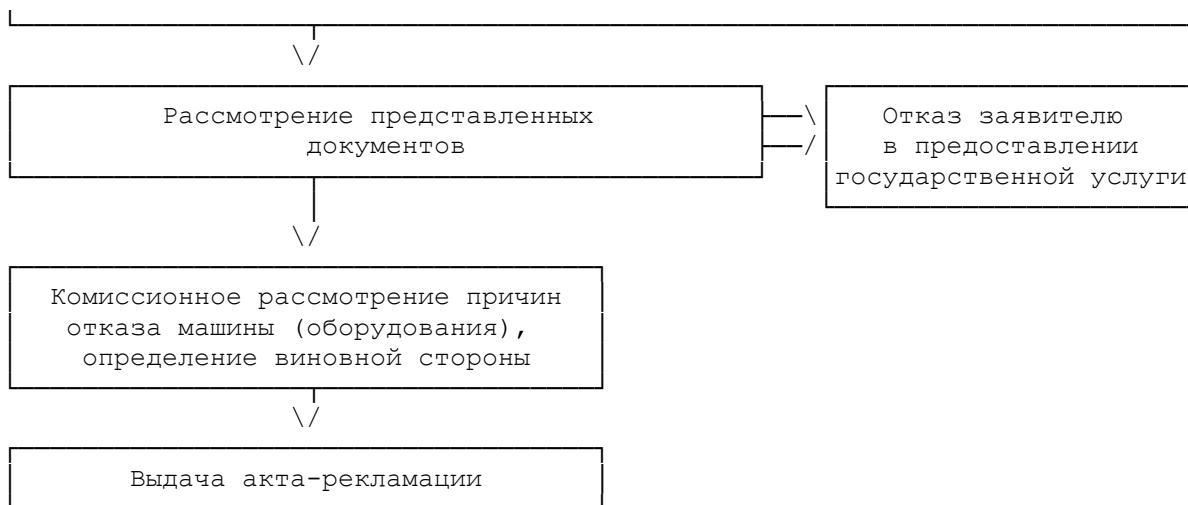 Рассмотрение представленных
документов
Отказ заявителю
в предоставлении
государственной услуги
Комиссионное рассмотрение причин
отказа машины (оборудования),
определение виновной стороны
Выдача акта-рекламации